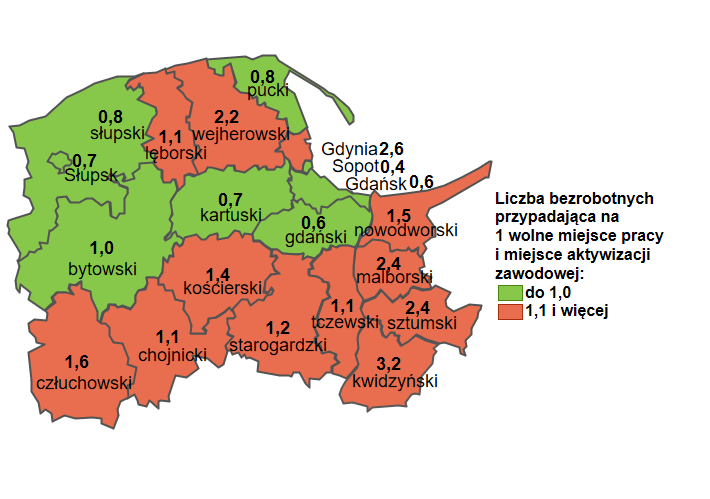 0,8
pucki
0,8
słupski
2,2
wejherowski
1,1
lęborski
Gdynia 2,6
Sopot 0,4
Gdańsk 0,6
0,7
Słupsk
0,7
kartuski
0,6
gdański
1,5
nowodworski
1,0
bytowski
1,4
kościerski
2,4
malborski
1,1
tczewski
2,4
sztumski
1,2
starogardzki
1,1
chojnicki
1,6
człuchowski
3,2
kwidzyński
Liczba bezrobotnych
przypadająca na
1 wolne miejsce pracy
i miejsce aktywizacji
zawodowej:
do 1,0
1,1 i więcej